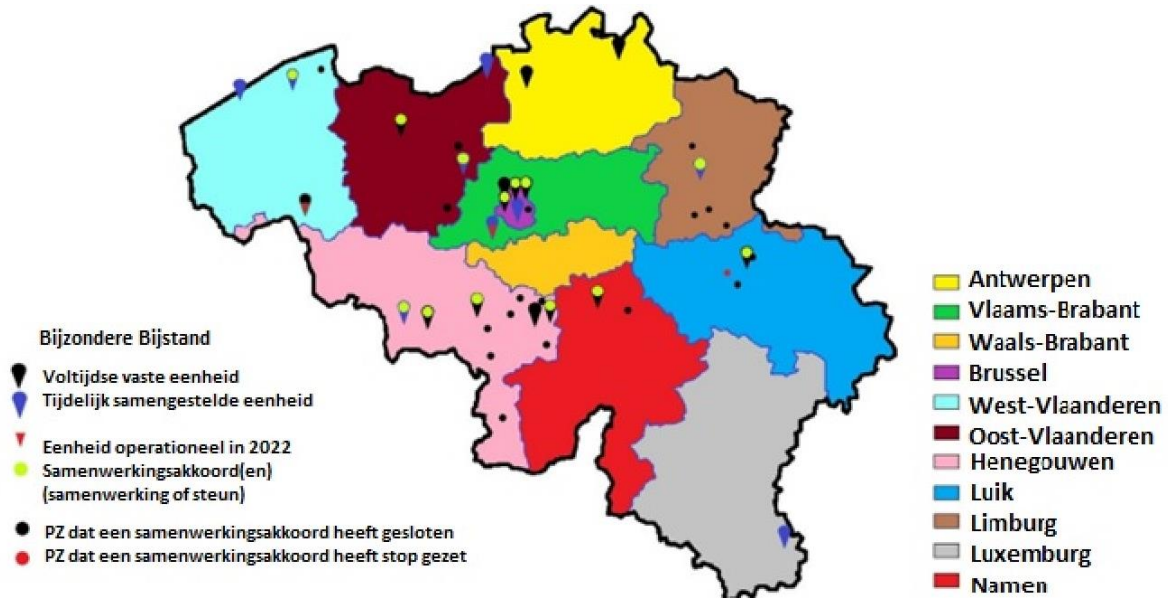 Bijzondere Bijstand
Voltijdse vaste eenheid
Tijdelijk samengestelde eenheid
Eenheid operationeel in 2022
Samenwerkingsakkoord(en)
(samenwerking of steun)
PZ dat een samenwerkingsakkoord heeft gesloten
PZ dat een samenwerkingsakkoord heeft stop gezet
Antwerpen
Vlaams-Brabant
Waals-Brabant
Brussel
West-Vlaanderen
Oost-Vlaanderen
Henegouwen
Luik
Limburg
Luxemburg
Namen